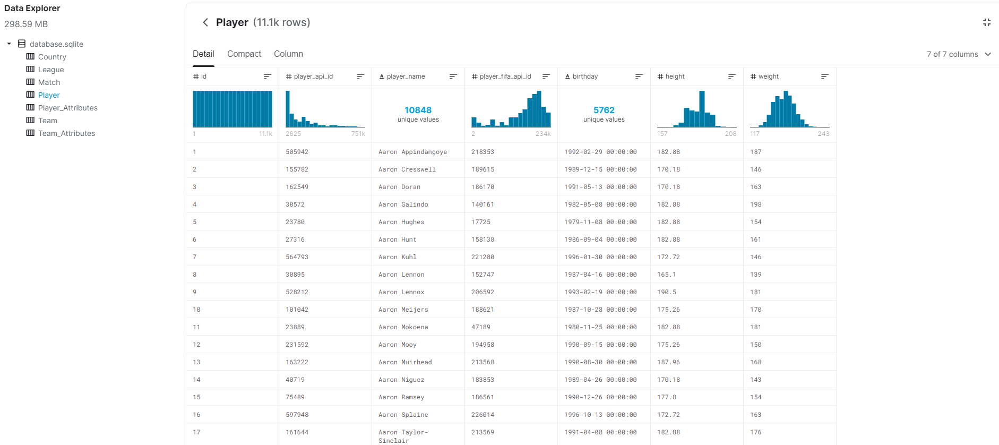 Data Explorer
298.59 MB
database.sqlite
Country
League
Match
Player
Player_Attributes
Team
Team_Attributes
Player (11.1k rows)
Detail Compact Column
7 of 7 columns
id player_api_id player_name player_fifa_api_id birthday height weight
10848 5762
unique values unique values
1 11.1k 2625 751k 2 234k 157 208 117 243
1 505942 Aaron Appindangoye 218353 1992-02-29 00:00:00 182.88 187
2 155782 Aaron Cresswell 189615 1989-12-15 00:00:00 170.18 146
3 162549 Aaron Doran 186170 1991-05-13 00:00:00 170.18 163
4 30572 Aaron Galindo 140161 1982-05-08 00:00:00 182.88 198
5 23780 Aaron Hughes 17725 1979-11-08 00:00:00 182.88 154
6 27316 Aaron Hunt 158138 1986-09-04 00:00:00 182.88 161
7 564793 Aaron Kuhl 221280 1996-01-30 00:00:00 172.72 146
8 30895 Aaron Lennon 152747 1987-04-16 00:00:00 165.1 139
9 528212 Aaron Lennox 206592 1993-02-19 00:00:00 190.5 181
10 101042 Aaron Meijers 188621 1987-10-28 00:00:00 175.26 170
11 23889 Aaron Mokoena 47189 1980-11-25 00:00:00 182.88 181
12 231592 Aaron Mooy 194958 1990-09-15 00:00:00 175.26 150
13 163222 Aaron Muirhead 213568 1990-08-30 00:00:00 187.96 168
14 40719 Aaron Niguez 183853 1989-04-26 00:00:00 170.18 143
15 75489 Aaron Ramsey 186561 1990-12-26 00:00:00 177.8 154
16 597948 Aaron Splaine 226014 1996-10-13 00:00:00 172.72 163
17 161644 Aaron Taylor- 213569 1991-04-08 00:00:00 182.88 176
Sinclair